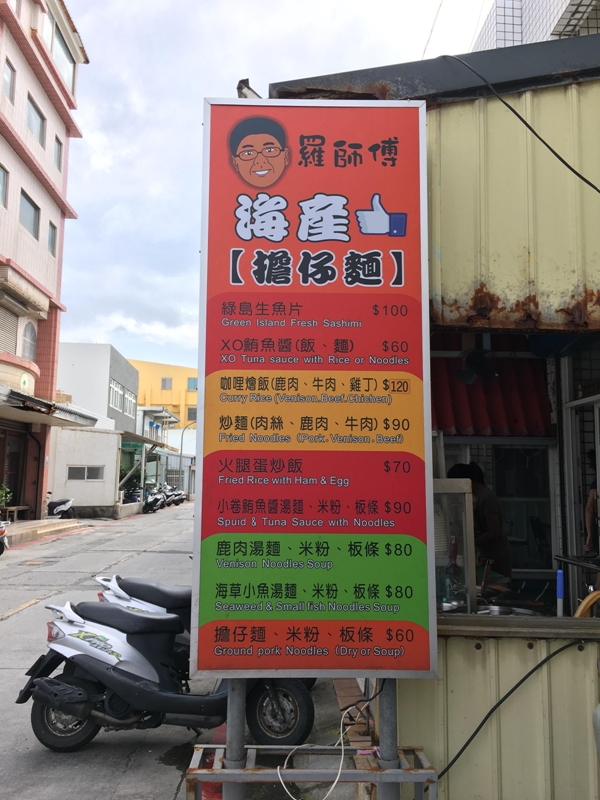 羅師傅
海產
【擔仔麵】
綠島生魚片 $100
Green Island Fresh Sashimi
XO鮪魚醬(飯、麵) $60
XO Tuna sauce with Rice or Noodles
咖哩燴飯(鹿肉、牛肉、雞丁) $120
Curry Rice (Venison.Beef.Chichen)
炒麵(肉絲、鹿肉、牛肉) $90
Fried Noodles (Pork.Venison.Beef)
火腿蛋炒飯 $70
Fried Rice with Ham & Egg
小卷鮪魚醬湯麵、米粉、板條 $90
Spuid & Tuna Sauce with Noodles
鹿肉湯麵、米粉、板條 $80
Venison Noodles Soup
海草小魚湯麵、米粉、板條 $80
Seaweed & Small fish Noodles Soup
擔仔麵、米粉、板條 $60
Ground pork Noodles (Dry or Soup)